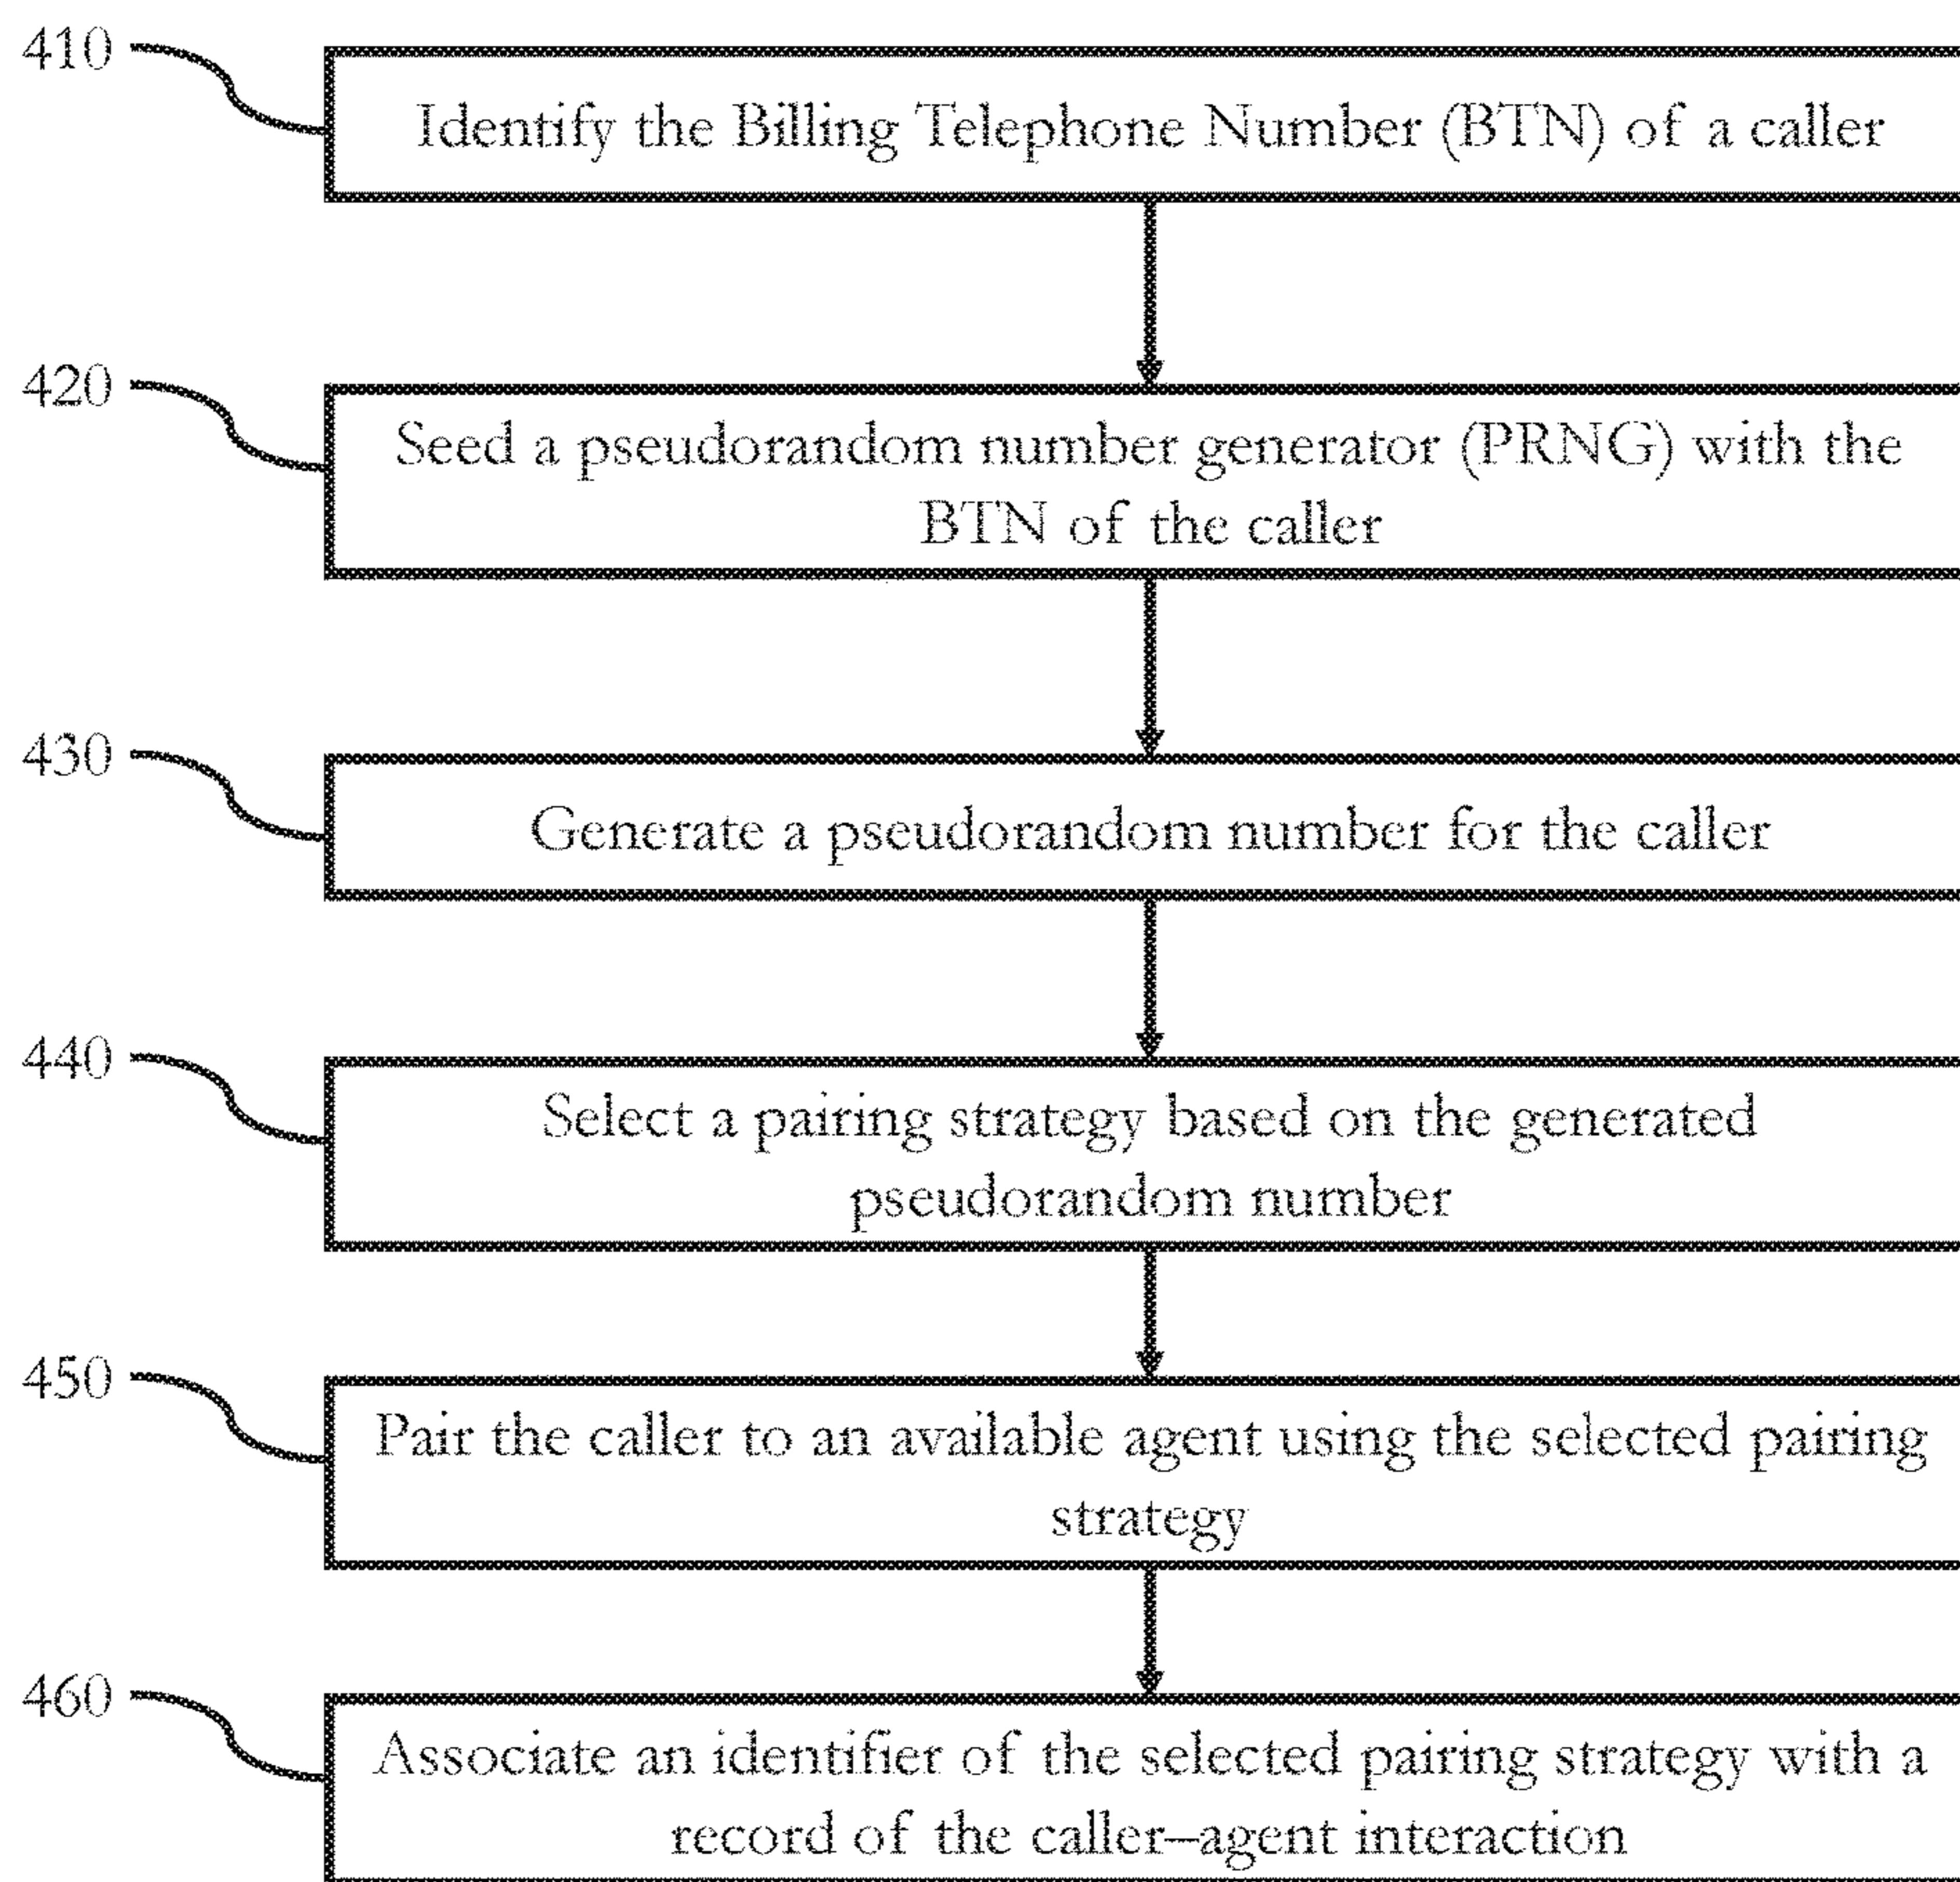 410
Identify the Billing Telephone Number (BTN) of a caller
420
Seed a pseudorandom number generator (PRNG) with the
BTN of the caller
430
Generate a pseudorandom number for the caller
440
Select a pairing strategy based on the generated
pseudorandom number
450
Pair the caller to an available agent using the selected pairing
strategy
460
Associate an identifier of the selected pairing strategy with a
record of the caller–agent interaction